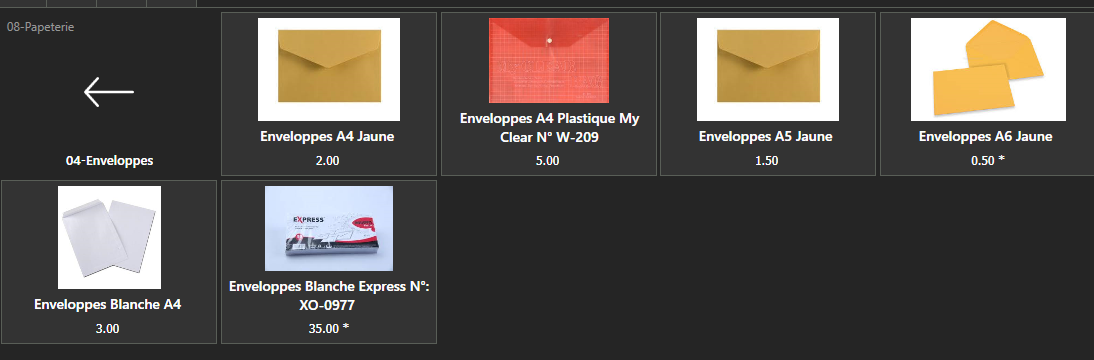 08-Papeterie
04-Enveloppes
Enveloppes A4 Jaune
2.00
Enveloppes A4 Plastique My
Clear N° W-209
5.00
Enveloppes A5 Jaune
1.50
Enveloppes A6 Jaune
0.50 *
Enveloppes Blanche A4
3.00
EXPRESS
Enveloppes Blanche Express N°:
XO-0977
35.00 *